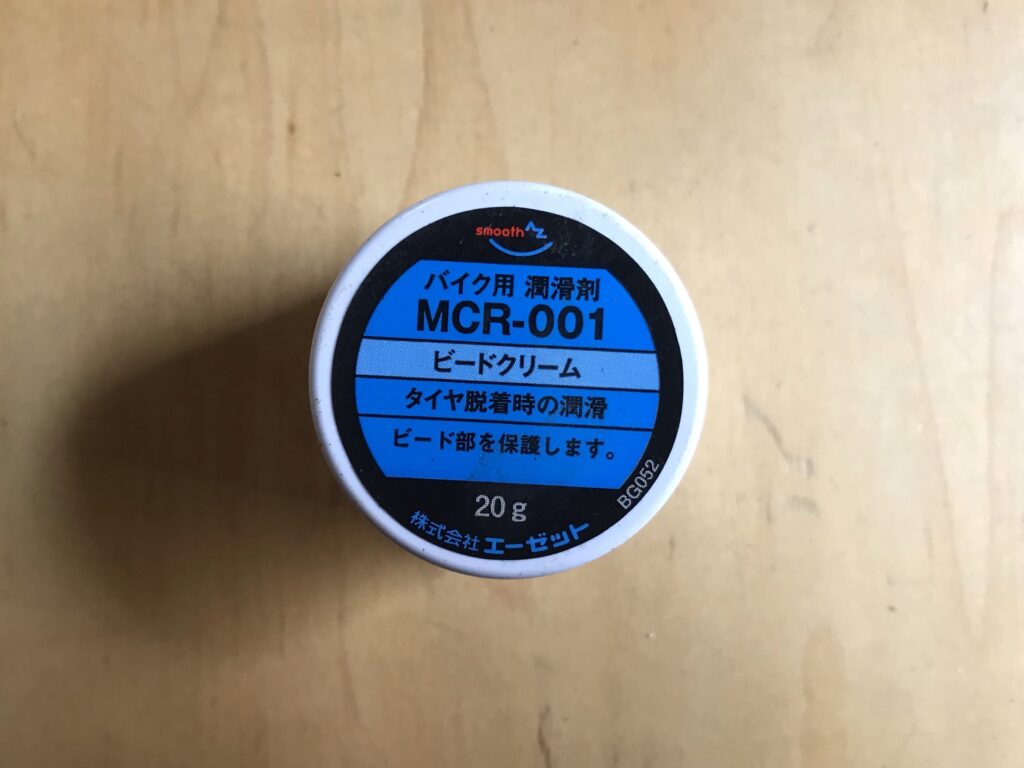 smooth AZ
バイク用 潤滑剤
MCR-001
ビードクリーム
タイヤ脱着時の潤滑
ビード部を保護します。
20g
BG052
株式会社 エーゼット